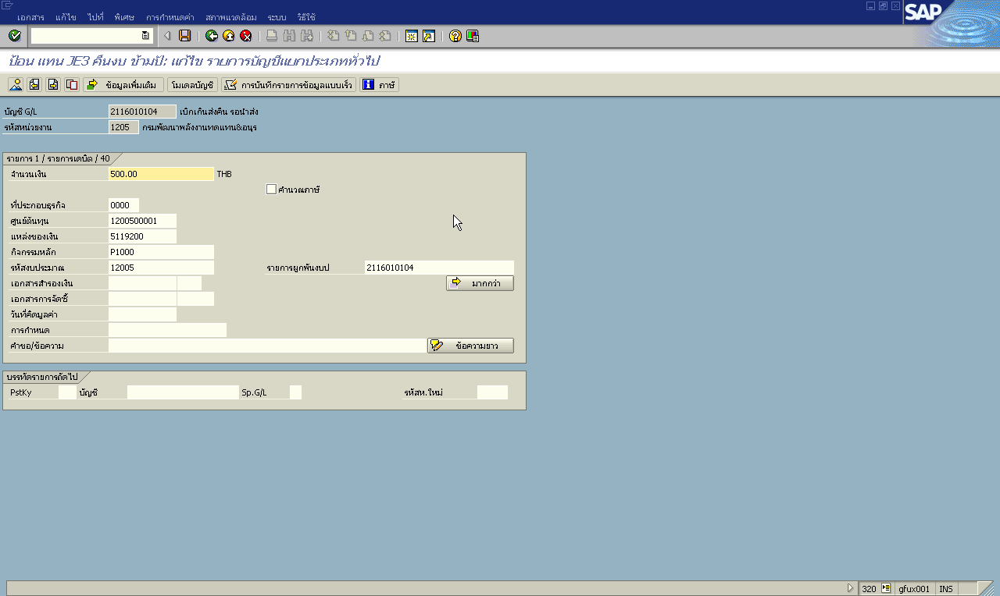 เอกสาร แก้ไข ไปที่ พิเศษ การกำหนดค่า สภาพแวดล้อม ระบบ วิธีใช้
SAP
ป้อน แทน JE3 คืนงบ ข้ามปี: แก้ไข รายการบัญชีแยกประเภททั่วไป
ข้อมูลเพิ่มเติม โมเดลบัญชี การบันทึกรายการข้อมูลแบบเร็ว ภาษี
บัญชี G/L 2116010104 เบิกเกินส่งคืน รอนำส่ง
รหัสหน่วยงาน 1205 กรมพัฒนาพลังงานทดแทน&อนุร
รายการ 1 / รายการเดบิต / 40
จำนวนเงิน 500.00 THB
คำนวณภาษี
ที่ประกอบธุรกิจ 0000
ศูนย์ต้นทุน 1200500001
แหล่งของเงิน 5119200
กิจกรรมหลัก P1000
รหัสงบประมาณ 12005 รายการผูกพันงบป 2116010104
เอกสารสำรองเงิน มากกว่า
เอกสารการจัดซื้
วันที่คิดมูลค่า
การกำหนด
คำขอ/ข้อความ ข้อความยาว
บรรทัดรายการถัดไป
PstKy บัญชี Sp.G/L รหัสห.ใหม่
320 gfux001 INS